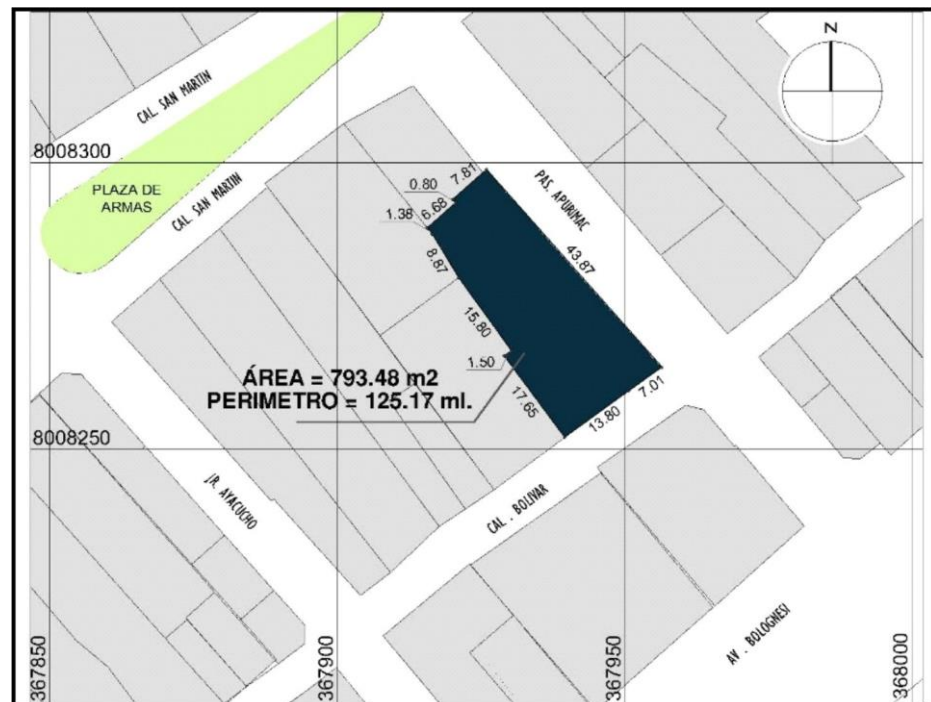 N
CAL. SAN MARTIN
8008300
PLAZA DE
ARMAS
CAL. SAN MARTIN
PAS. APURIMAC
7.81
0.80
6.68
1.38
8.87
43.87
15.80
1.50
ÁREA = 793.48 m2
PERIMETRO = 125.17 ml.
17.65
13.80
7.01
8008250
JR. AYACUCHO
CAL . BOLIVAR
AV . BOLOGNESI
367850
367900
367950
368000